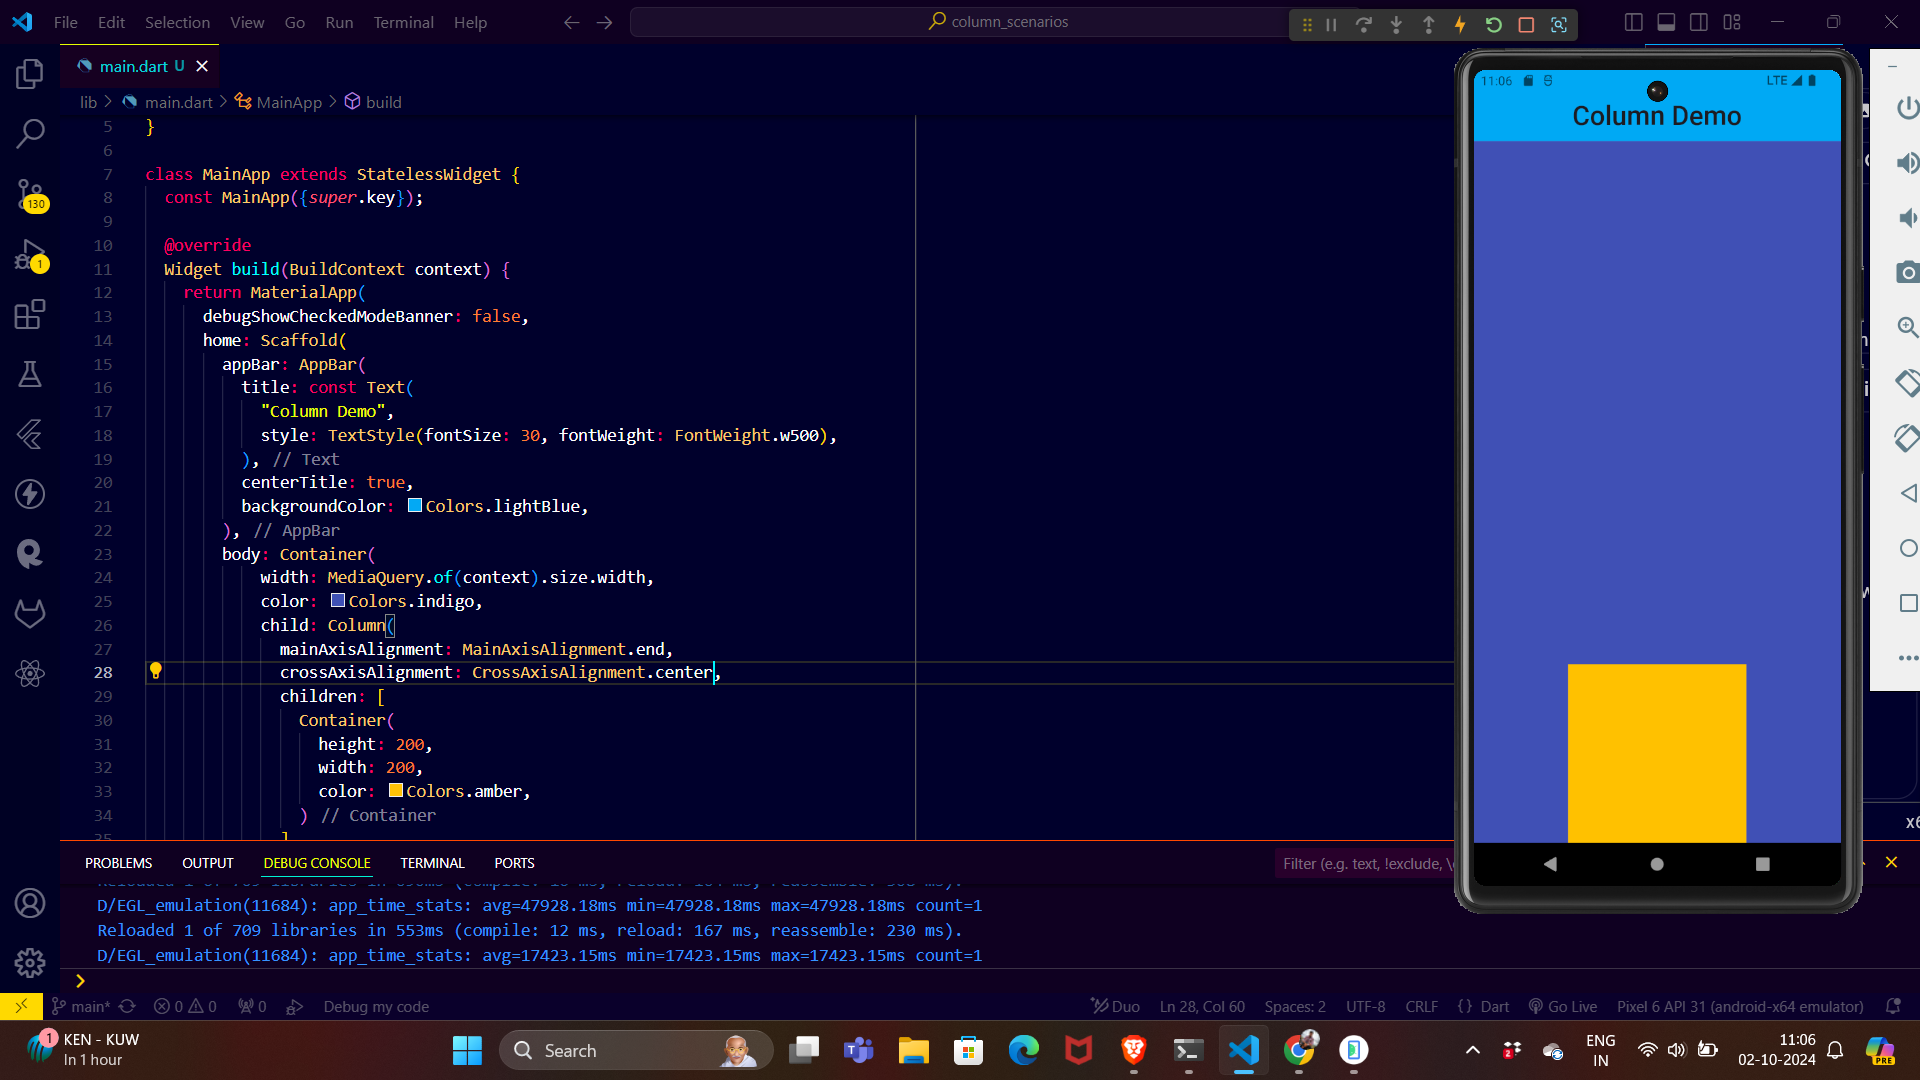 File Edit Selection View Go Run Terminal Help
column_scenarios
main.dart U
lib > main.dart > MainApp > build
5 }
6
7 class MainApp extends StatelessWidget {
8 const MainApp({super.key});
9
10 @override
11 Widget build(BuildContext context) {
12 return MaterialApp(
13 debugShowCheckedModeBanner: false,
14 home: Scaffold(
15 appBar: AppBar(
16 title: const Text(
17 "Column Demo",
18 style: TextStyle(fontSize: 30, fontWeight: FontWeight.w500),
19 ), // Text
20 centerTitle: true,
21 backgroundColor: Colors.lightBlue,
22 ), // AppBar
23 body: Container(
24 width: MediaQuery.of(context).size.width,
25 color: Colors.indigo,
26 child: Column(
27 mainAxisAlignment: MainAxisAlignment.end,
28 crossAxisAlignment: CrossAxisAlignment.center,
29 children: [
30 Container(
31 height: 200,
32 width: 200,
33 color: Colors.amber,
34 ) // Container
35 ]
130
1
11:06 LTE
Column Demo
PROBLEMS OUTPUT DEBUG CONSOLE TERMINAL PORTS
Filter (e.g. text, !exclude,
D/EGL_emulation(11684): app_time_stats: avg=47928.18ms min=47928.18ms max=47928.18ms count=1
Reloaded 1 of 709 libraries in 553ms (compile: 12 ms, reload: 167 ms, reassemble: 230 ms).
D/EGL_emulation(11684): app_time_stats: avg=17423.15ms min=17423.15ms max=17423.15ms count=1
>
main* 0 0 0 Debug my code Duo Ln 28, Col 60 Spaces: 2 UTF-8 CRLF {} Dart Go Live Pixel 6 API 31 (android-x64 emulator)
1 KEN - KUW
In 1 hour
Search
ENG
IN
11:06
02-10-2024
PRE